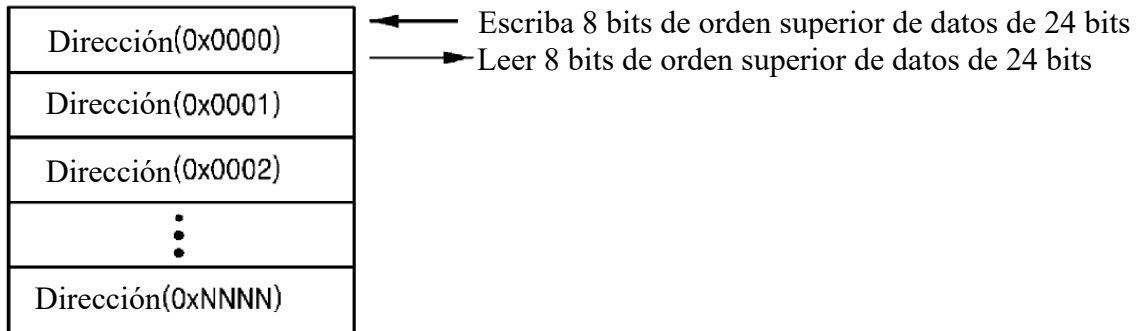 Dirección(0x0000)
Escriba 8 bits de orden superior de datos de 24 bits
Leer 8 bits de orden superior de datos de 24 bits
Dirección(0x0001)
Dirección(0x0002)
Dirección(0xNNNN)